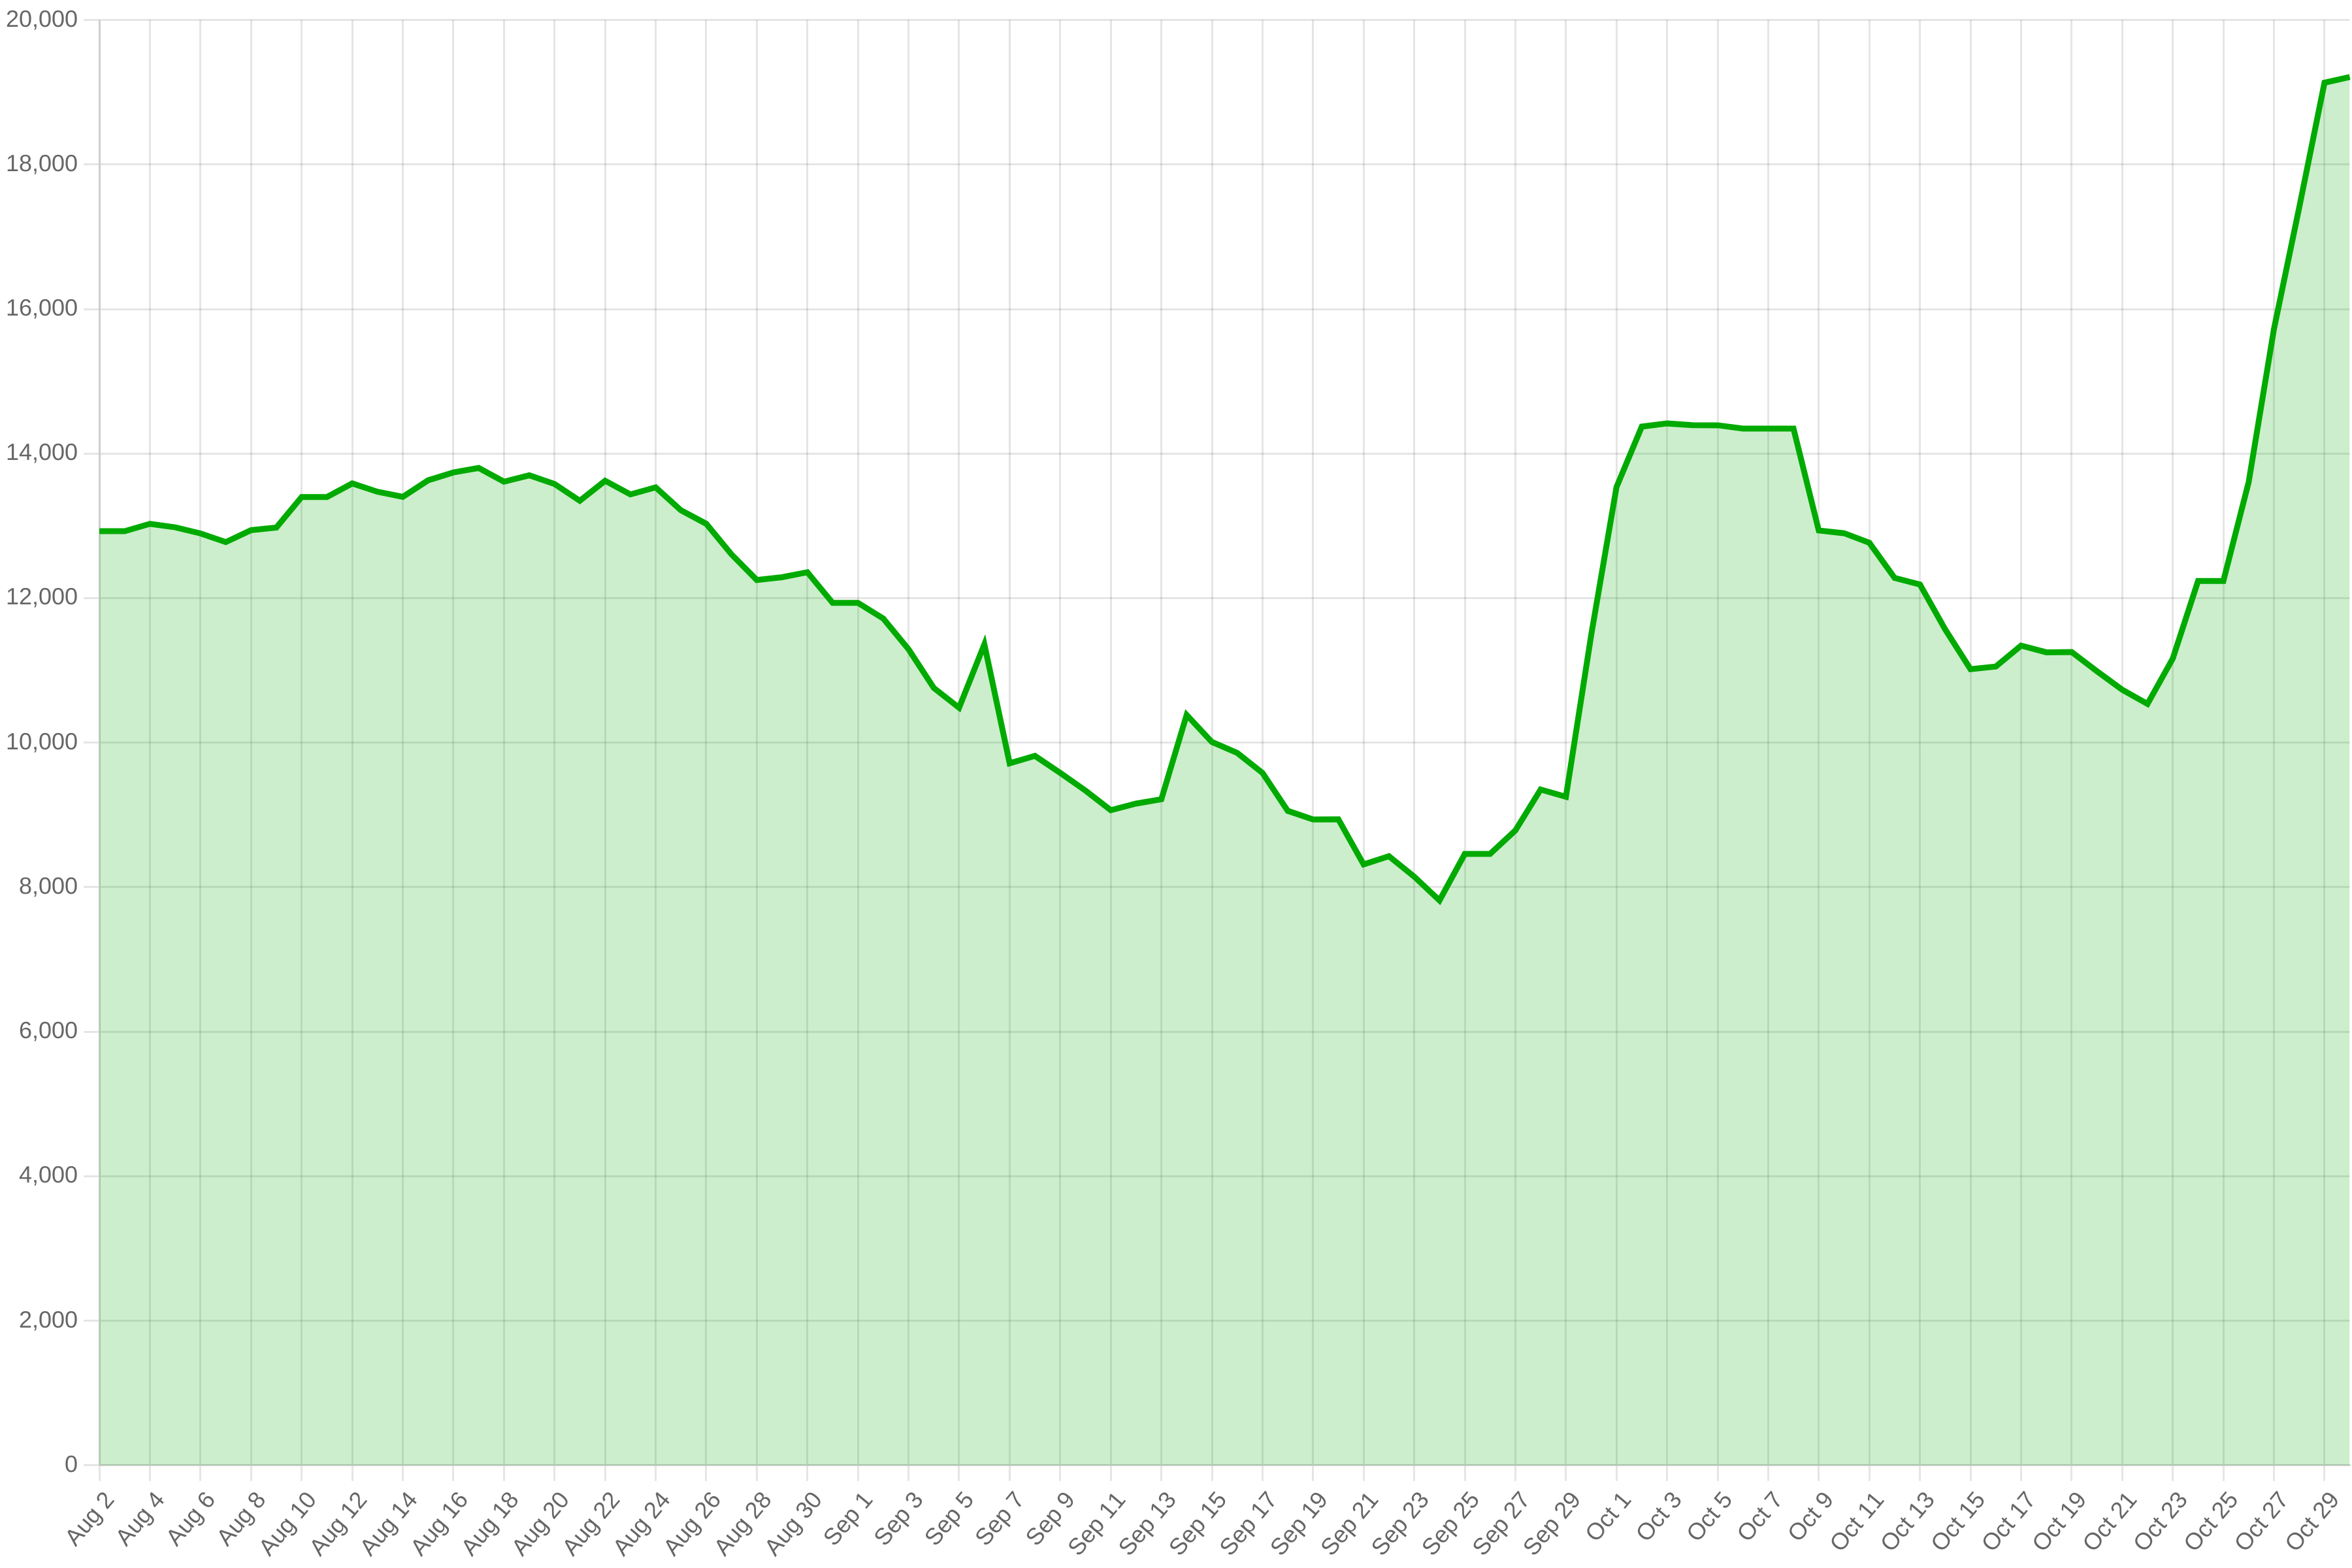 20,000
18,000
16,000
14,000
12,000
10,000
8,000
6,000
4,000
2,000
0
Aug 2
Aug 4
Aug 6
Aug 8
Aug 10
Aug 12
Aug 14
Aug 16
Aug 18
Aug 20
Aug 22
Aug 24
Aug 26
Aug 28
Aug 30
Sep 1
Sep 3
Sep 5
Sep 7
Sep 9
Sep 11
Sep 13
Sep 15
Sep 17
Sep 19
Sep 21
Sep 23
Sep 25
Sep 27
Sep 29
Oct 1
Oct 3
Oct 5
Oct 7
Oct 9
Oct 11
Oct 13
Oct 15
Oct 17
Oct 19
Oct 21
Oct 23
Oct 25
Oct 27
Oct 29